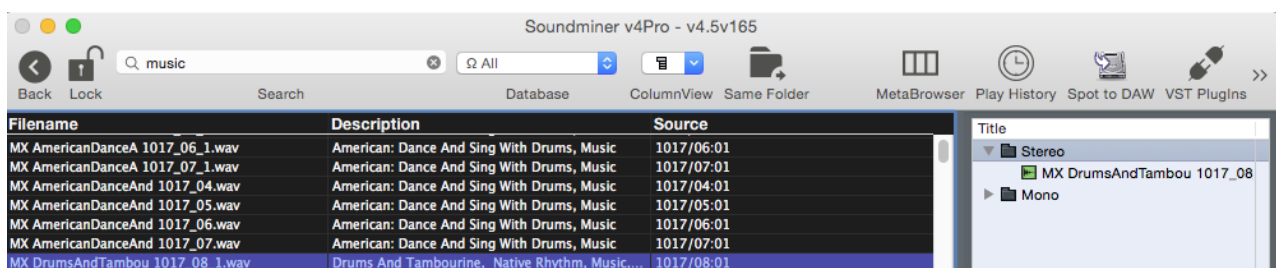 Soundminer v4Pro - v4.5v165
music
Ω All
Back Lock Search Database ColumnView Same Folder MetaBrowser Play History Spot to DAW VST PlugIns
Filename Description Source
MX AmericanDanceA 1017_06_1.wav American: Dance And Sing With Drums, Music 1017/06:01
MX AmericanDanceA 1017_07_1.wav American: Dance And Sing With Drums, Music 1017/07:01
MX AmericanDanceAnd 1017_04.wav American: Dance And Sing With Drums, Music 1017/04:01
MX AmericanDanceAnd 1017_05.wav American: Dance And Sing With Drums, Music 1017/05:01
MX AmericanDanceAnd 1017_06.wav American: Dance And Sing With Drums, Music 1017/06:01
MX AmericanDanceAnd 1017_07.wav American: Dance And Sing With Drums, Music 1017/07:01
MX DrumsAndTambou 1017_08_1.wav Drums And Tambourine, Native Rhythm, Music,... 1017/08:01
Title
Stereo
MX DrumsAndTambou 1017_08
Mono